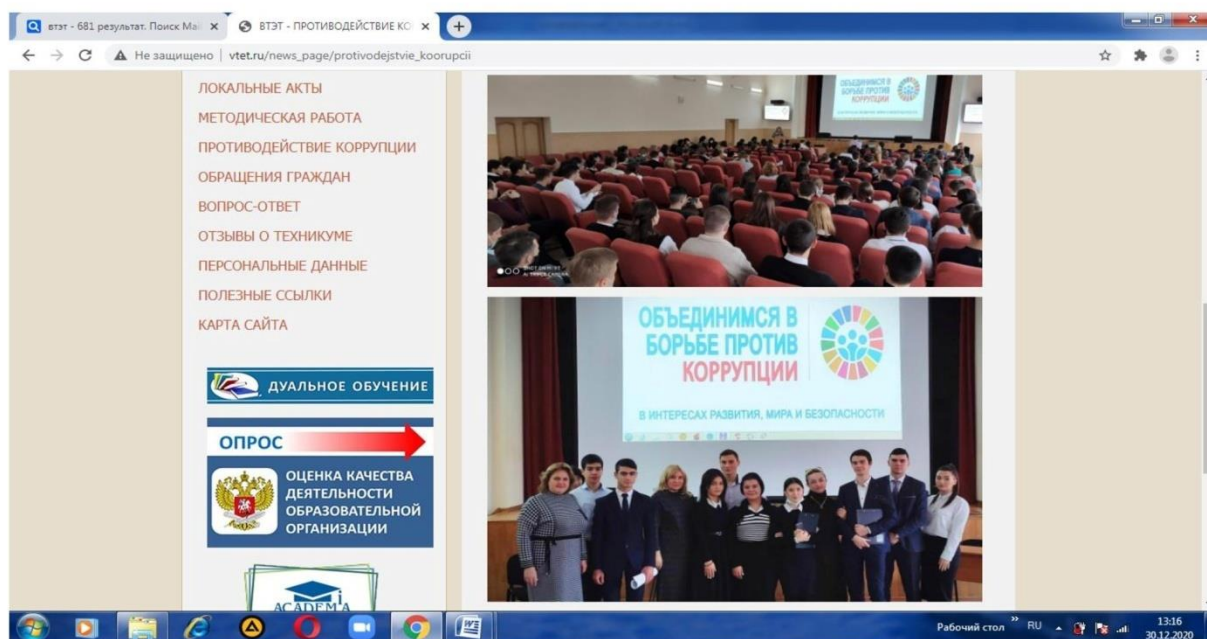 втэт - 681 результат. Поиск Mai
ВТЭТ - ПРОТИВОДЕЙСТВИЕ КО
Не защищено | vtet.ru/news_page/protivodejstvie_koorupcii
ЛОКАЛЬНЫЕ АКТЫ
МЕТОДИЧЕСКАЯ РАБОТА
ПРОТИВОДЕЙСТВИЕ КОРРУПЦИИ
ОБРАЩЕНИЯ ГРАЖДАН
ВОПРОС-ОТВЕТ
ОТЗЫВЫ О ТЕХНИКУМЕ
ПЕРСОНАЛЬНЫЕ ДАННЫЕ
ПОЛЕЗНЫЕ ССЫЛКИ
КАРТА САЙТА
ДУАЛЬНОЕ ОБУЧЕНИЕ
ОПРОС
ОЦЕНКА КАЧЕСТВА
ДЕЯТЕЛЬНОСТИ
ОБРАЗОВАТЕЛЬНОЙ
ОРГАНИЗАЦИИ
ACADEM'A
ОБЪЕДИНИМСЯ В
БОРЬБЕ ПРОТИВ
КОРРУПЦИИ
ОБЪЕДИНИМСЯ В
БОРЬБЕ ПРОТИВ
КОРРУПЦИИ
В ИНТЕРЕСАХ РАЗВИТИЯ, МИРА И БЕЗОПАСНОСТИ
Рабочий стол
RU
13:16
30.12.2020